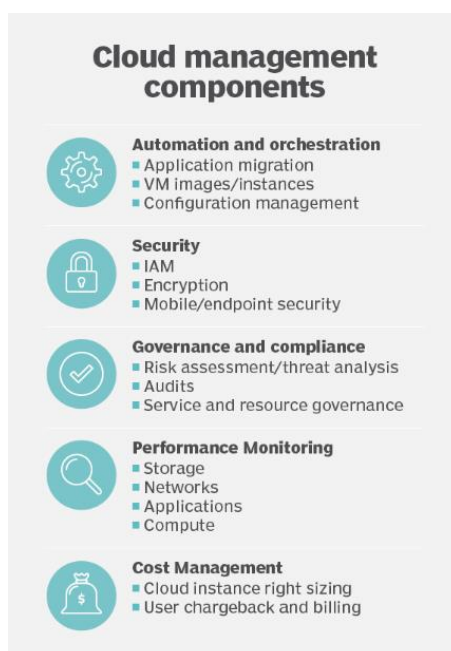 Cloud management
components
Automation and orchestration
Application migration
VM images/instances
Configuration management
Security
IAM
Encryption
Mobile/endpoint security
Governance and compliance
Risk assessment/threat analysis
Audits
Service and resource governance
Performance Monitoring
Storage
Networks
Applications
Compute
$
Cost Management
Cloud instance right sizing
User chargeback and billing